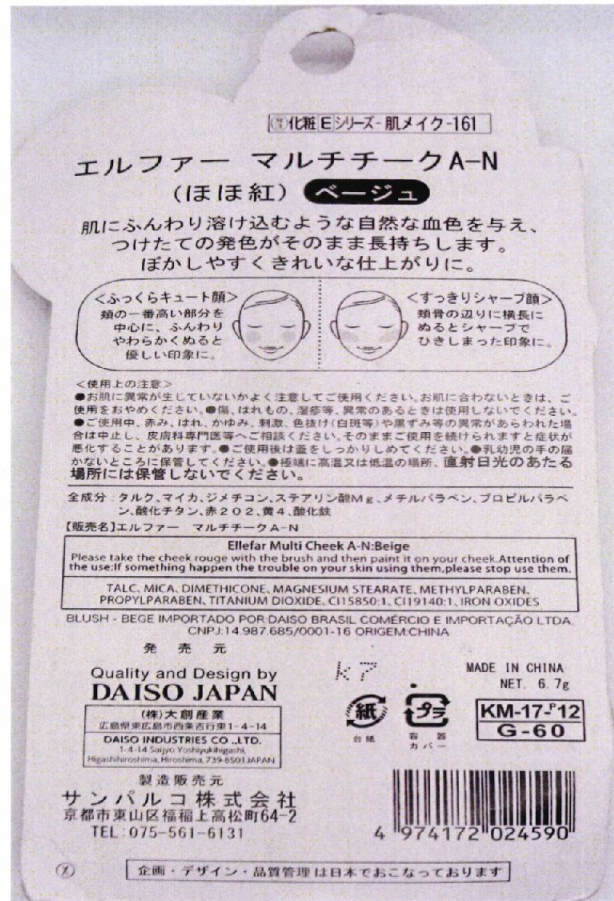 化粧Eシリーズ-肌メイク-161
エルファー マルチチークA-N
(ほほ紅) ベージュ
肌にふんわり溶け込むような自然な血色を与え、
つけたての発色がそのまま長持ちします。
ぼかしやすくきれいな仕上がりに。
<ふっくらキュート顔>
頬の一番高い部分を
中心に、ふんわり
やわらかくぬると
優しい印象に。
<すっきりシャープ顔>
頬骨の辺りに横長に
ぬるとシャープで
ひきしまった印象に。
<使用上の注意>
●お肌に異常が生じていないかよく注意してご使用ください。お肌に合わないときは、ご
使用をおやめください。●傷、はれもの、湿疹等、異常のあるときは使用しないでください。
●ご使用中、赤み、はれ、かゆみ、刺激、色抜け(白斑等)や黒ずみ等の異常があらわれた場
合は中止し、皮膚科専門医等へご相談ください。そのままご使用を続けられますと症状が
悪化することがあります。●ご使用後は蓋をしっかりしめてください。●乳幼児の手の届
かないところに保管してください。●極端に高温又は低温の場所、直射日光のあたる
場所には保管しないでください。
全成分:タルク、マイカ、ジメチコン、ステアリン酸Mg、メチルパラベン、プロピルパラベ
ン、酸化チタン、赤202、黄4、酸化鉄
【販売名】エルファー マルチチークA-N
Ellefar Multi Cheek A-N:Beige
Please take the cheek rouge with the brush and then paint it on your cheek.Attention of
the use:If something happen the trouble on your skin using them,please stop use them.
TALC, MICA, DIMETHICONE, MAGNESIUM STEARATE, METHYLPARABEN,
PROPYLPARABEN, TITANIUM DIOXIDE, CI15850:1, CI19140:1, IRON OXIDES
BLUSH - BEGE IMPORTADO POR:DAISO BRASIL COMÉRCIO E IMPORTAÇÃO LTDA.
CNPJ:14.987.685/0001-16 ORIGEM:CHINA
発売元
Quality and Design by
DAISO JAPAN
(株)大創産業
広島県東広島市西条吉行東1-4-14
DAISO INDUSTRIES CO.,LTD.
1-4-14 Saijyo Yoshiyukihigashi,
Higashihiroshima, Hiroshima, 739-8501 JAPAN
製造販売元
サンパルコ株式会社
京都市東山区福稲上高松町64-2
TEL:075-561-6131
K7
MADE IN CHINA
NET. 6.7g
紙
台紙
プラ
容器
カバー
KM-17-P12
G-60
4 974172 024590
企画・デザイン・品質管理は日本でおこなっております